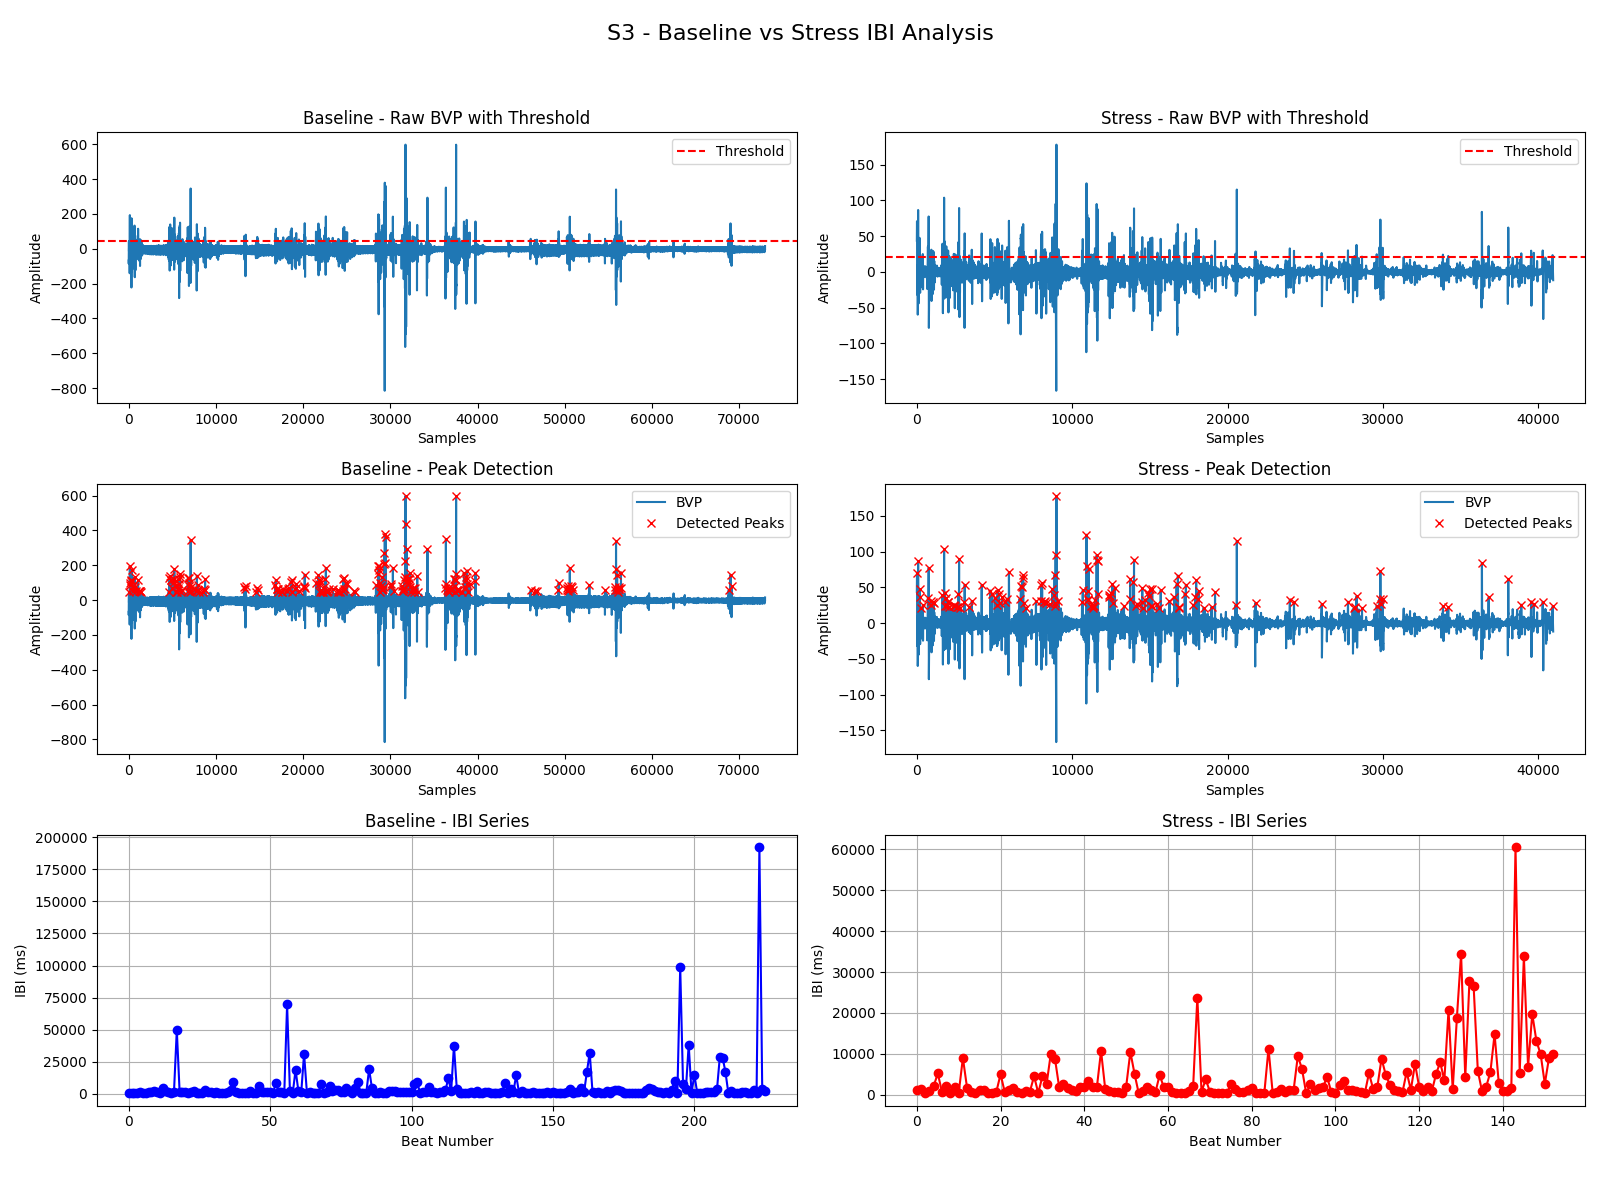 S3 - Baseline vs Stress IBI Analysis
Baseline - Raw BVP with Threshold
Amplitude
600
400
200
0
−200
−400
−600
−800
Threshold
0 10000 20000 30000 40000 50000 60000 70000
Samples
Stress - Raw BVP with Threshold
Amplitude
150
100
50
0
−50
−100
−150
Threshold
0 10000 20000 30000 40000
Samples
Baseline - Peak Detection
Amplitude
600
400
200
0
−200
−400
−600
−800
BVP
Detected Peaks
0 10000 20000 30000 40000 50000 60000 70000
Samples
Stress - Peak Detection
Amplitude
150
100
50
0
−50
−100
−150
BVP
Detected Peaks
0 10000 20000 30000 40000
Samples
Baseline - IBI Series
IBI (ms)
200000
175000
150000
125000
100000
75000
50000
25000
0
0 50 100 150 200
Beat Number
Stress - IBI Series
IBI (ms)
60000
50000
40000
30000
20000
10000
0
0 20 40 60 80 100 120 140
Beat Number